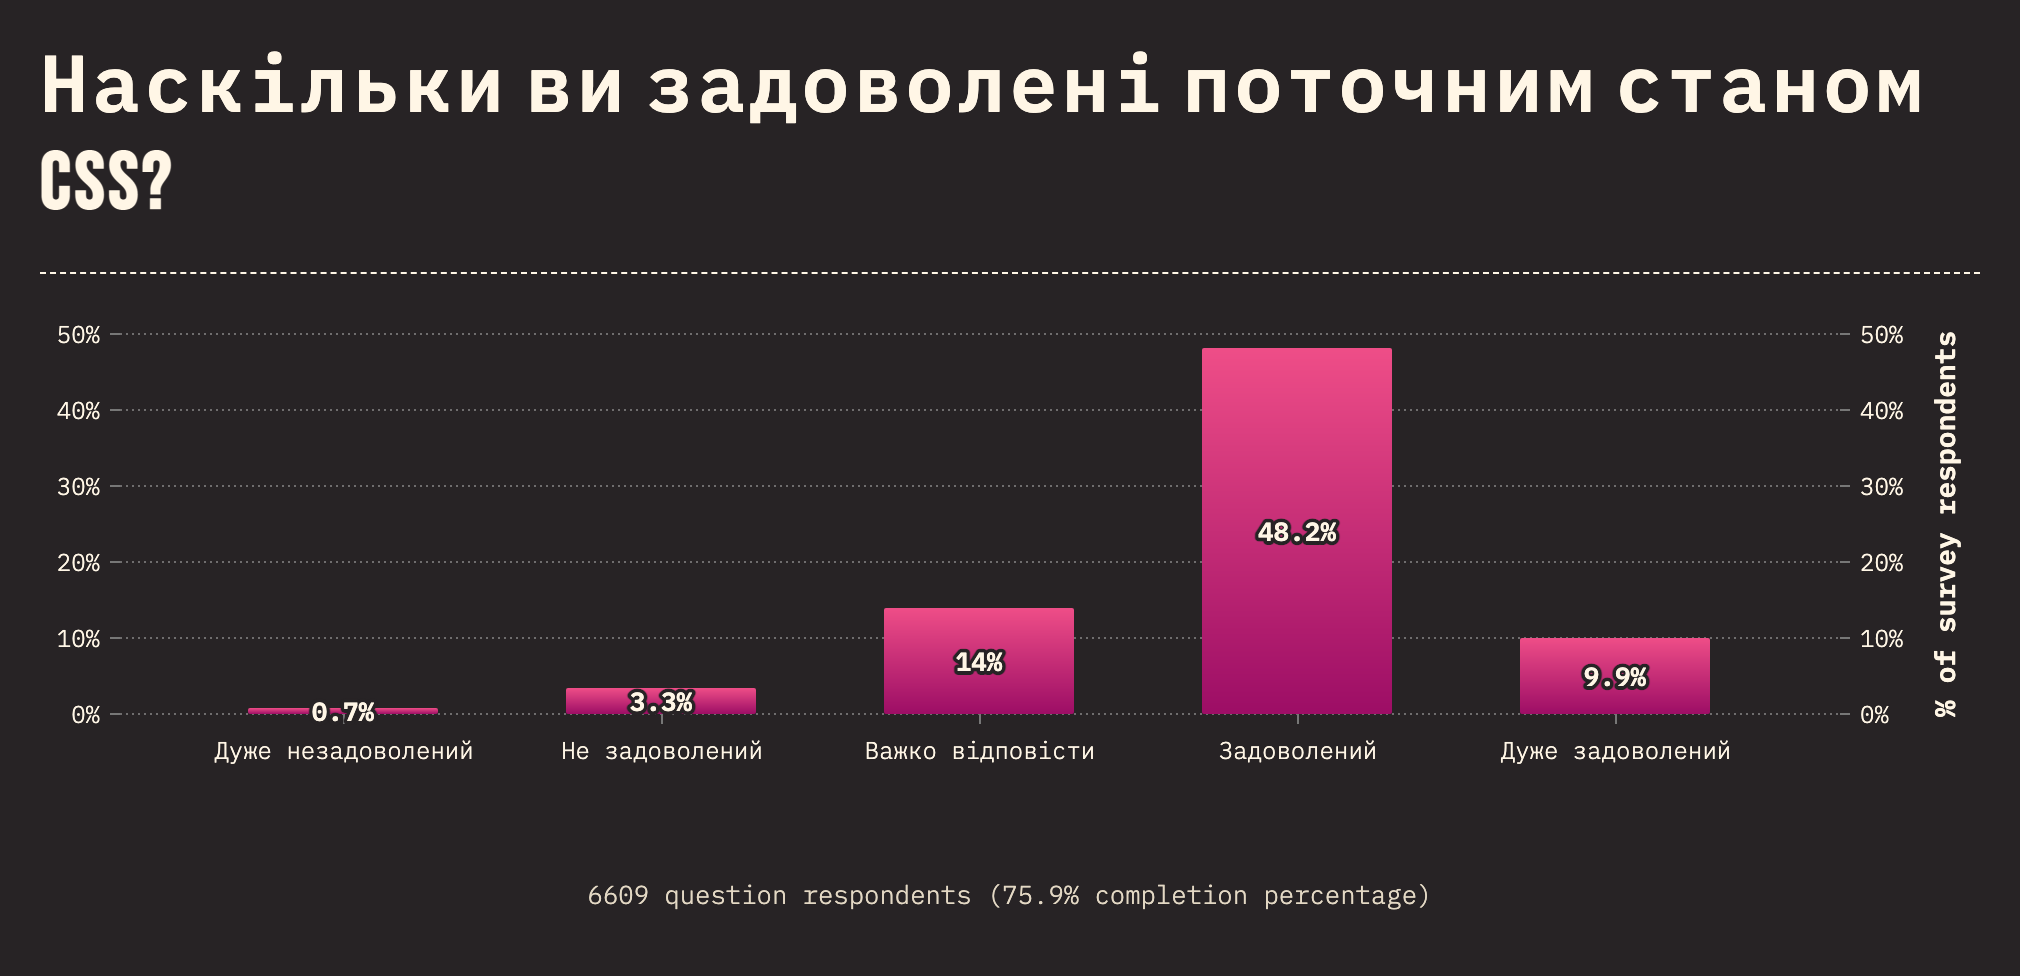 Наскільки ви задоволені поточним станом
CSS?
50%
40%
30%
20%
10%
0%
50%
40%
30%
20%
10%
0%
% of survey respondents
0.7%
3.3%
14%
48.2%
9.9%
Дуже незадоволений
Не задоволений
Важко відповісти
Задоволений
Дуже задоволений
6609 question respondents (75.9% completion percentage)